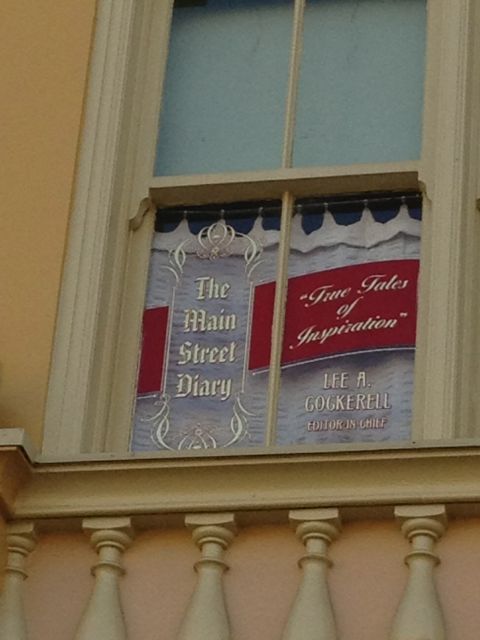 The
Main
Street
Diary
"True Tales
of
Inspiration"
LEE A.
COCKERELL
EDITOR-IN-CHIEF